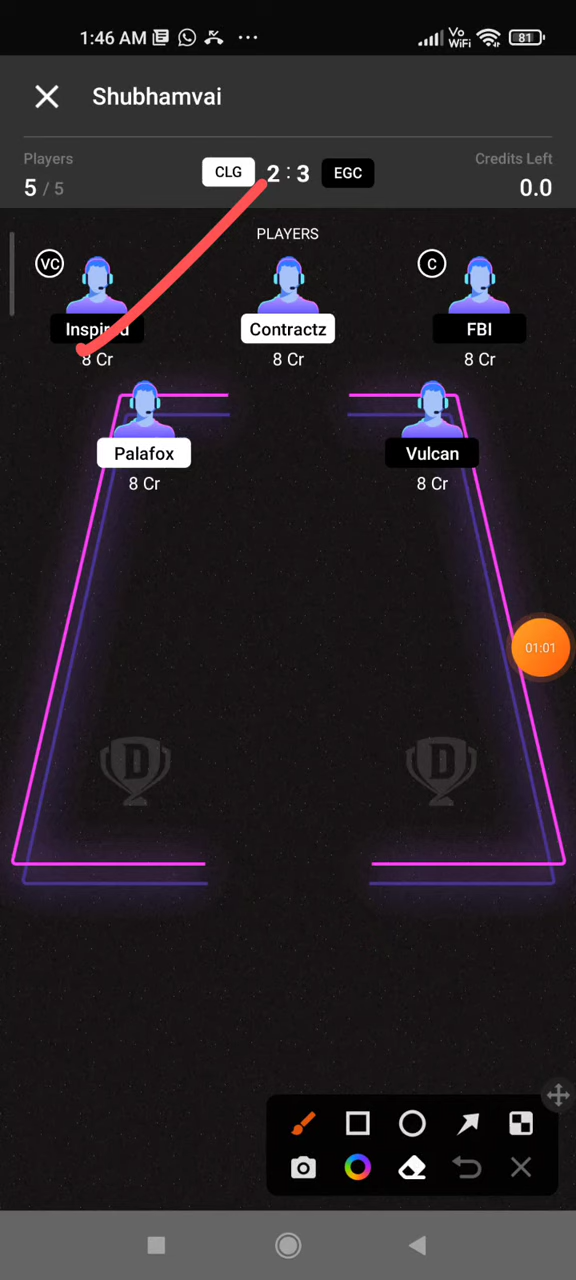 1:46 AM
Vo WiFi
81
Shubhamvai
Players
CLG 2 : 3 EGC
Credits Left
5 / 5
0.0
PLAYERS
VC
C
Inspired
Contractz
FBI
8 Cr
8 Cr
8 Cr
Palafox
Vulcan
8 Cr
8 Cr
01:01
D
D